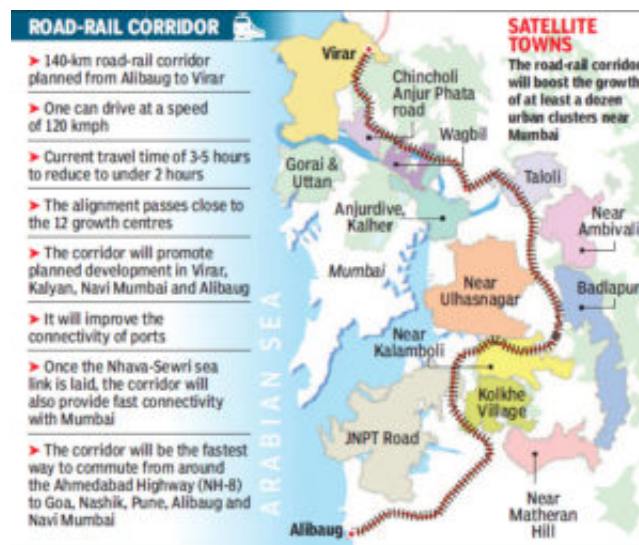 ROAD-RAIL CORRIDOR
➤ 140-km road-rail corridor
planned from Alibaug to Virar
➤ One can drive at a speed
of 120 kmph
➤ Current travel time of 3-5 hours
to reduce to under 2 hours
➤ The alignment passes close to
the 12 growth centres
➤ The corridor will promote
planned development in Virar,
Kalyan, Navi Mumbai and Alibaug
➤ It will improve the
connectivity of ports
➤ Once the Nhava-Sewri sea
link is laid, the corridor will
also provide fast connectivity
with Mumbai
➤ The corridor will be the fastest
way to commute from around
the Ahmedabad Highway (NH-8)
to Goa, Nashik, Pune, Alibaug and
Navi Mumbai
SATELLITE
TOWNS
The road-rail corridor
will boost the growth
of at least a dozen
urban clusters near
Mumbai
Virar
Chincholi
Anjur Phata
road
Wagbil
Gorai &
Uttan
Taloli
Anjurdive,
Kalher
Near
Ambivali
Mumbai
Near
Ulhasnagar
Badlapur
Near
Kalamboli
Kolkhe
Village
JNPT Road
Near
Matheran
Hill
Alibaug
ARABIAN SEA